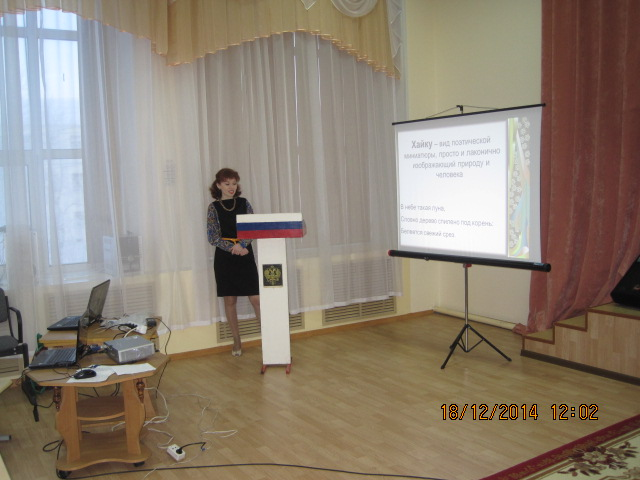 Хайку – вид поэтической
миниатюры, просто и лаконично
изображающий природу и
человека
В небе такая луна,
Словно дерево спилено под корень:
Белеется свежий срез
18/12/2014 12:02